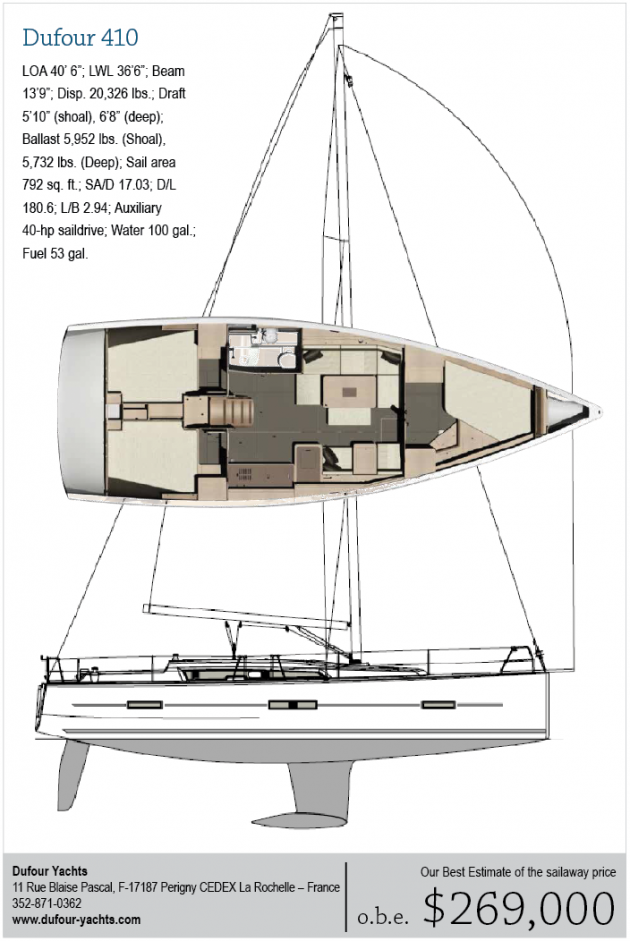 Dufour 410
LOA 40’ 6”; LWL 36’6”; Beam
13’9”; Disp. 20,326 lbs.; Draft
5’10” (shoal), 6’8” (deep);
Ballast 5,952 lbs. (Shoal),
5,732 lbs. (Deep); Sail area
792 sq. ft.; SA/D 17.03; D/L
180.6; L/B 2.94; Auxiliary
40-hp saildrive; Water 100 gal.;
Fuel 53 gal.
Dufour Yachts
11 Rue Blaise Pascal, F-17187 Perigny CEDEX La Rochelle – France
352-871-0362
www.dufour-yachts.com
Our Best Estimate of the sailaway price
o.b.e. $269,000